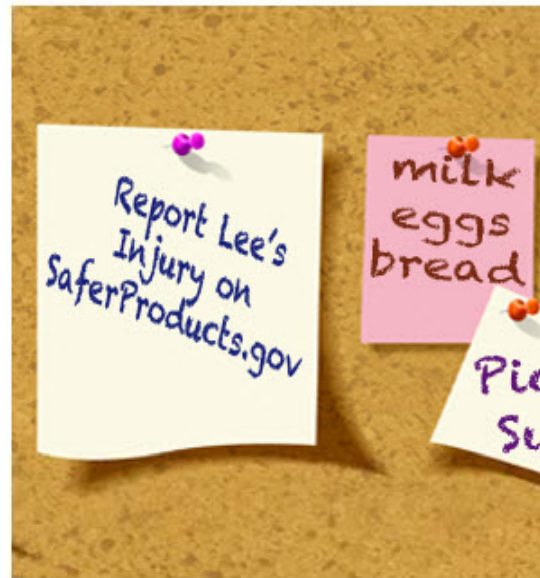 Report Lee's
Injury on
SaferProducts.gov
milk
eggs
bread